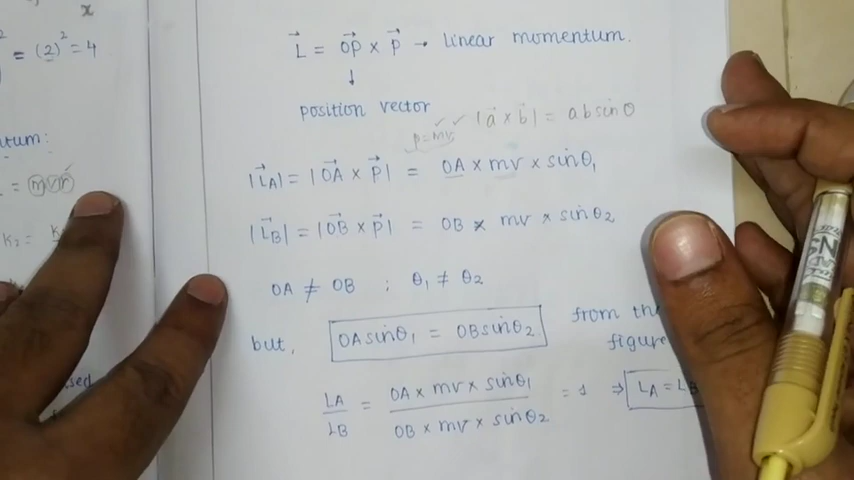 x
= (2)² = 4
L⃗ = OP⃗ × p⃗ → linear momentum.
↓
position vector
|a⃗ × b⃗| = ab sinθ
p = mv
tum:
= mvr
|L⃗A| = |OA⃗ × P⃗| = OA × mv × sinθ₁
K₂ =
|L⃗B| = |OB⃗ × P⃗| = OB × mv × sinθ₂
OA ≠ OB ; θ₁ ≠ θ₂
but, OA sinθ₁ = OB sinθ₂ from the figure
LA/LB = (OA × mv × sinθ₁)/(OB × mv × sinθ₂) = 1 ⇒ LA = LB